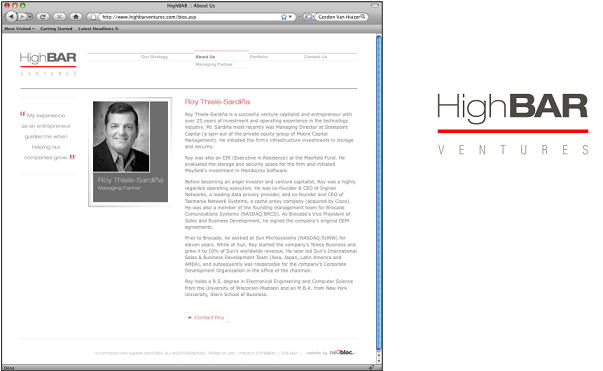 HighBAR :: About Us
http://www.highbarventures.com/bios.asp
Gordon Van Huizen
Most Visited
Getting Started
Latest Headlines
HighBAR
VENTURES
Our Strategy
About Us
Portfolio
Contact Us
Managing Partner
“ My experience
as an entrepreneur
guides me when
helping our
companies grow. ”
Roy Thiele-Sardiña
Managing Partner
Roy Thiele-Sardiña
Roy Thiele-Sardiña is a successful venture capitalist and entrepreneur with
over 25 years of investment and operating experience in the technology
industry. Mr. Sardiña most recently was Managing Director at Steelpoint
Capital (a spin-out of the private equity group of Moore Capital
Management). He initiated the firm's equity investments in storage
and security.
Roy was also an EIR (Executive in Residence) at the Mayfield Fund. He
evaluated the storage and security space for the firm and initiated
Mayfield's investment in Mendocino Software.
Before becoming an angel investor and venture capitalist, Roy was a highly
regarded operating executive. He was co-founder & CEO of Ingrian
Networks, a leading data privacy provider, and co-founder and CEO of
Tasmania Network Systems, a cache proxy company (acquired by Cisco).
He was also a member of the founding management team for Brocade
Comunications Systems (NASDAQ:BRCD). As Brocade's Vice President of
Sales and Business Development, he signed the company's original OEM
agreements.
Prior to Brocade, he worked at Sun Microsystems (NASDAQ:SUNW) for
eleven years. While at Sun, Roy started the company's Telco Business and
grew it to 10% of Sun's worldwide revenue. He later led Sun's International
Sales & Business Development Team (Asia, Japan, Latin America and
AMEA), and subsequently was responsible for the company's Corporate
Development Organization in the office of the chairman.
Roy holds a B.S. degree in Electronical Engineering and Computer Science
from the University of Wisconsin-Madison and an M.B.A. from New York
University, Stern School of Business.
Contact Roy
COPYRIGHT 2007 HighBAR VENTURES. ALL RIGHTS RESERVED. TERMS OF USE | PRIVACY STATEMENT | SITE MAP |
website by netbloc.
Done
HighBAR
VENTURES